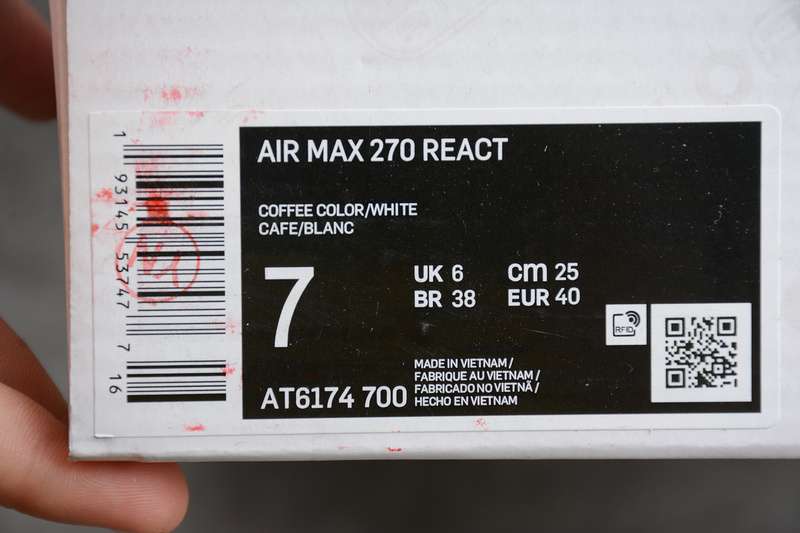 AIR MAX 270 REACT
COFFEE COLOR/WHITE
CAFE/BLANC
7
UK 6
cm 25
BR 38
EUR 40
RFID
AT6174 700
MADE IN VIETNAM /
FABRIQUE AU VIETNAM /
FABRICADO NO VIETNÃ /
HECHO EN VIETNAM
1 93145 53747 7 16